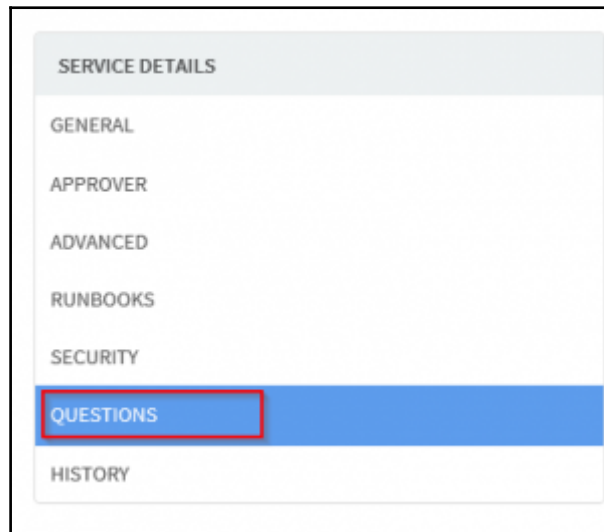 SERVICE DETAILS
GENERAL
APPROVER
ADVANCED
RUNBOOKS
SECURITY
QUESTIONS
HISTORY